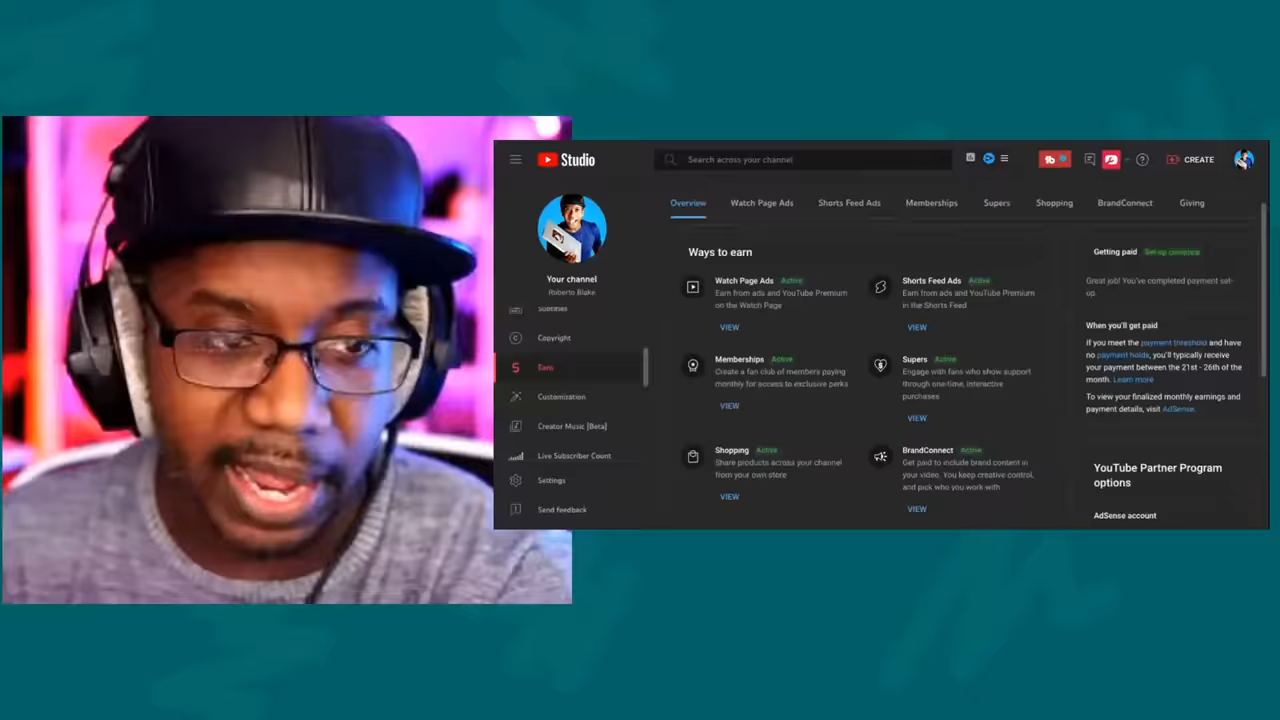 Studio
Search across your channel
CREATE
Your channel
Roberto Blake
Subtitles
Copyright
Earn
Customization
Creator Music [Beta]
Live Subscriber Count
Settings
Send feedback
Overview
Watch Page Ads
Shorts Feed Ads
Memberships
Supers
Shopping
BrandConnect
Giving
Ways to earn
Watch Page Ads Active
Earn from ads and YouTube Premium
on the Watch Page
VIEW
Shorts Feed Ads Active
Earn from ads and YouTube Premium
in the Shorts Feed
VIEW
Memberships Active
Create a fan club of members paying
monthly for access to exclusive perks
VIEW
Supers Active
Engage with fans who show support
through one-time, interactive
purchases
VIEW
Shopping Active
Share products across your channel
from your own store
VIEW
BrandConnect Active
Get paid to include brand content in
your video. You keep creative control,
and pick who you work with
VIEW
Getting paid Set-up complete
Great job! You've completed payment set-
up.
When you'll get paid
If you meet the payment threshold and have
no payment holds, you'll typically receive
your payment between the 21st - 26th of the
month. Learn more
To view your finalized monthly earnings and
payment details, visit AdSense.
YouTube Partner Program
options
AdSense account